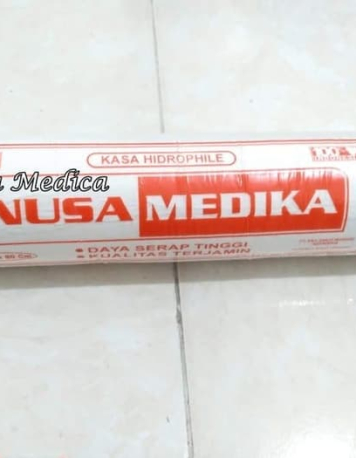 KASA HIDROPHILE
Medica
NUSA MEDIKA
• DAYA SERAP TINGGI
• KUALITAS TERJAMIN